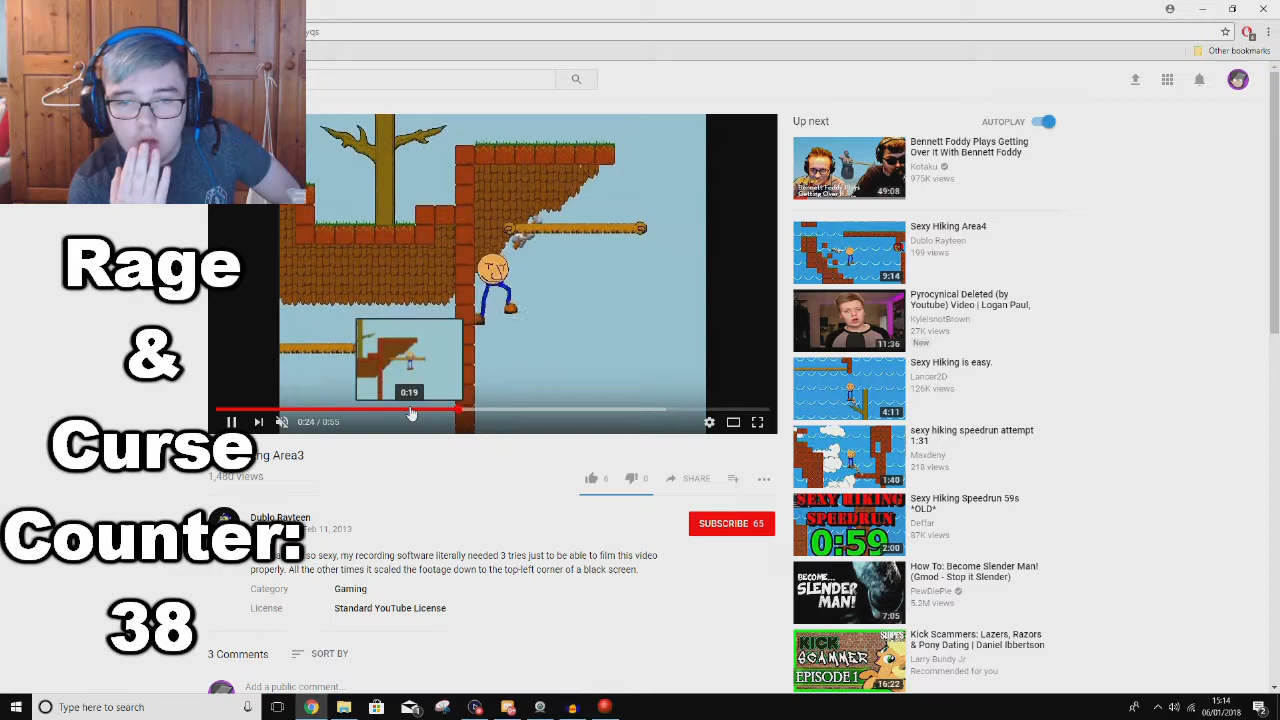 yqs
Other bookmarks
Rage
&
Curse
Counter:
38
0:19
0:24 / 0:55
ng Area3
1,480 views
6
0
SHARE
Dublo Rayteen
Feb 11, 2013
SUBSCRIBE 65
so sexy, my recording software literally needed 3 tries just to be able to film this video
properly. All the other times it scaled the footage down to the top-left corner of a black screen.
Category
Gaming
License
Standard YouTube License
3 Comments
SORT BY
Add a public comment...
Up next
AUTOPLAY
Bennett Foddy Plays
Getting Over It
49:08
Bennett Foddy Plays Getting
Over It With Bennett Foddy
Kotaku
975K views
9:14
Sexy Hiking Area4
Dublo Rayteen
199 views
11:36
Pyrocynical Deleted (by
Youtube) Video | Logan Paul,
KyleisnotBrown
27K views
New
4:11
Sexy Hiking is easy.
Lancer2D
126K views
1:40
sexy hiking speedrun attempt
1:31
Maxdeny
218 views
SEXY HIKING
SPEEDRUN
0:59
2:00
Sexy Hiking Speedrun 59s
*OLD*
Deffar
87K views
BECOME...
SLENDER
MAN!
7:05
How To: Become Slender Man!
(Gmod - Stop it Slender)
PewDiePie
5.2M views
KICK
SCAMMER
EPISODE 1
16:22
Kick Scammers: Lazers, Razors
& Pony Dating | Daniel Ibbertson
Larry Bundy Jr
Recommended for you
Type here to search
15:14
06/01/2018